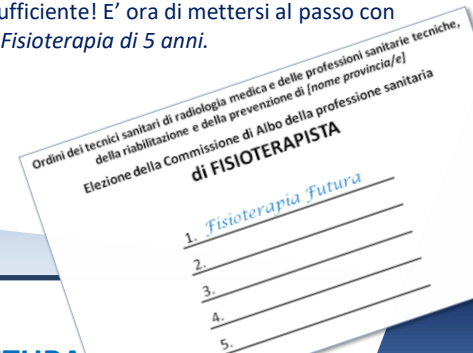 ufficiente! E’ ora di mettersi al passo con
Fisioterapia di 5 anni.
Ordini dei tecnici sanitari di radiologia medica e delle professioni sanitarie tecniche,
della riabilitazione e della prevenzione di [nome provincia/e]
Elezione della Commissione di Albo della professione sanitaria
di FISIOTERAPISTA
1. Fisioterapia Futura
2.
3.
4.
5.